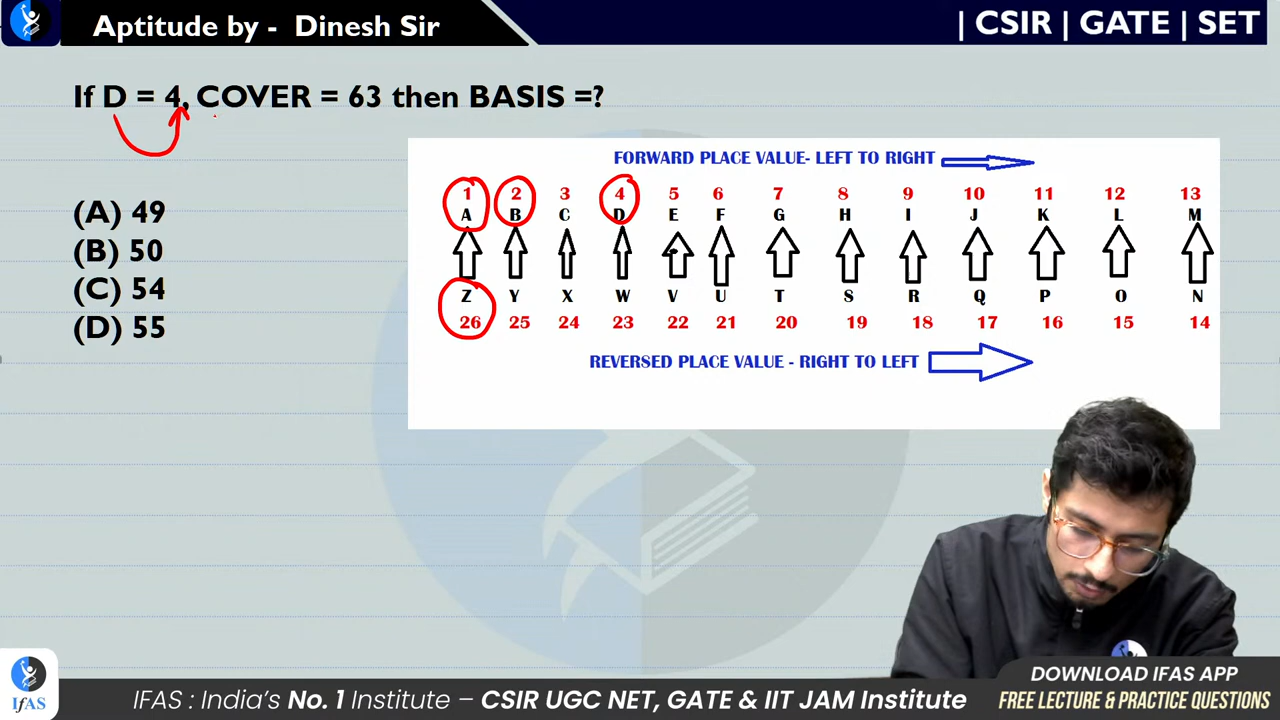 Aptitude by - Dinesh Sir
| CSIR | GATE | SET
If D = 4, COVER = 63 then BASIS =?
(A) 49
(B) 50
(C) 54
(D) 55
FORWARD PLACE VALUE- LEFT TO RIGHT
1 2 3 4 5 6 7 8 9 10 11 12 13
A B C D E F G H I J K L M
Z Y X W V U T S R Q P O N
26 25 24 23 22 21 20 19 18 17 16 15 14
REVERSED PLACE VALUE - RIGHT TO LEFT
IfAS
IFAS : India's No. 1 Institute – CSIR UGC NET, GATE & IIT JAM Institute
DOWNLOAD IFAS APP
FREE LECTURE & PRACTICE QUESTIONS